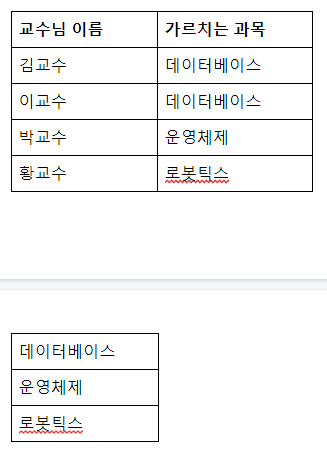 교수님 이름 가르치는 과목
김교수 데이터베이스
이교수 데이터베이스
박교수 운영체제
황교수 로봇틱스
데이터베이스
운영체제
로봇틱스